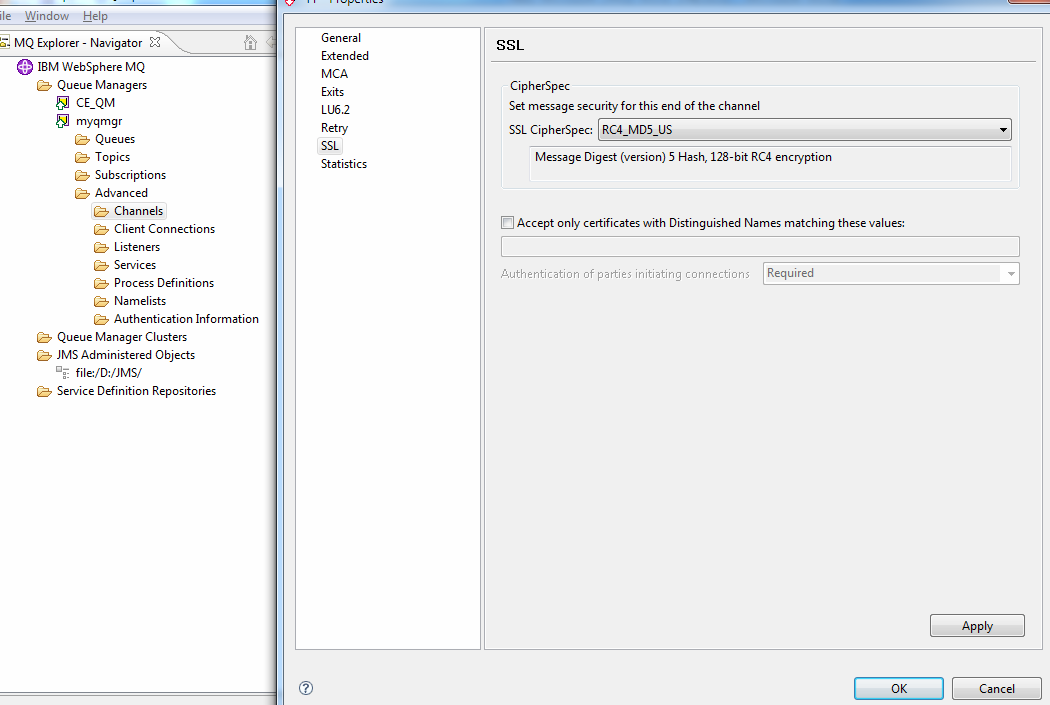 Window Help
MQ Explorer - Navigator
IBM WebSphere MQ
Queue Managers
CE_QM
myqmgr
Queues
Topics
Subscriptions
Advanced
Channels
Client Connections
Listeners
Services
Process Definitions
Namelists
Authentication Information
Queue Manager Clusters
JMS Administered Objects
file:/D:/JMS/
Service Definition Repositories
Properties
General
Extended
MCA
Exits
LU6.2
Retry
SSL
Statistics
SSL
CipherSpec
Set message security for this end of the channel
SSL CipherSpec: RC4_MD5_US
Message Digest (version) 5 Hash, 128-bit RC4 encryption
Accept only certificates with Distinguished Names matching these values:
Authentication of parties initiating connections Required
Apply
?
OK Cancel